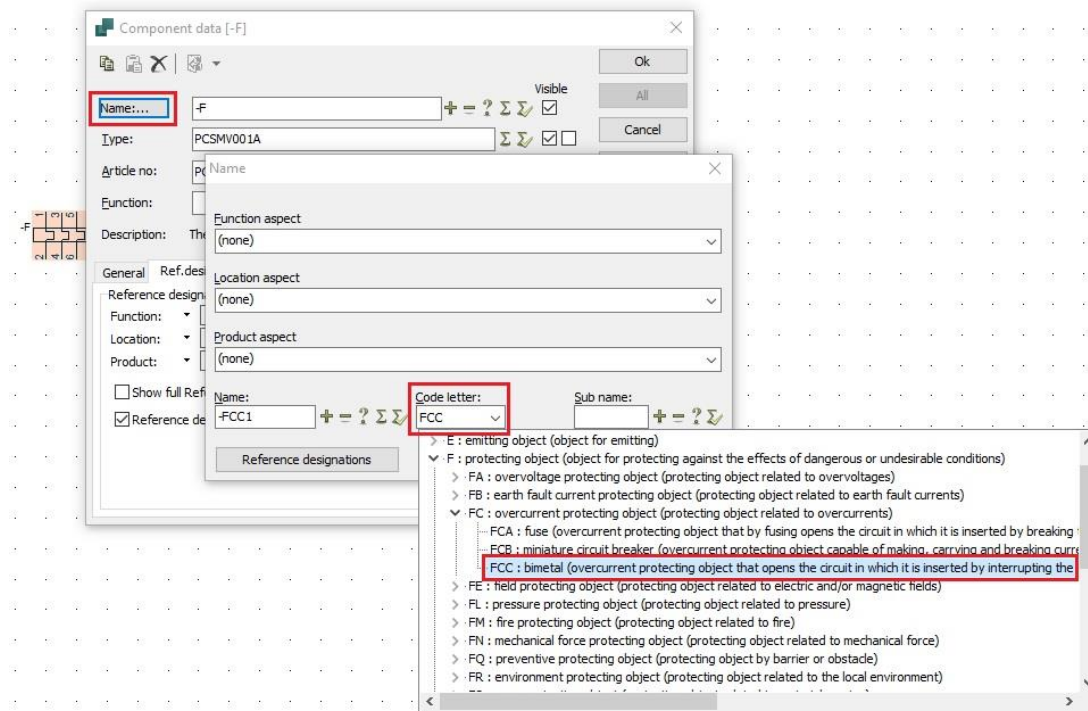 Component data [-F]
Ok
All
Cancel
Visible
Name:...
-F
Type:
PCSMV001A
Article no:
Function:
Description:
General
Ref.des
Reference design
Function:
Location:
Product:
Show full Ref
Reference de
-F
1 3 5
2 4 6
Name
Function aspect
(none)
Location aspect
(none)
Product aspect
(none)
Name:
Code letter:
Sub name:
-FCC1
FCC
Reference designations
E : emitting object (object for emitting)
F : protecting object (object for protecting against the effects of dangerous or undesirable conditions)
FA : overvoltage protecting object (protecting object related to overvoltages)
FB : earth fault current protecting object (protecting object related to earth fault currents)
FC : overcurrent protecting object (protecting object related to overcurrents)
FCA : fuse (overcurrent protecting object that by fusing opens the circuit in which it is inserted by breaking
FCB : miniature circuit breaker (overcurrent protecting object capable of making, carrying and breaking curre
FCC : bimetal (overcurrent protecting object that opens the circuit in which it is inserted by interrupting the
FE : field protecting object (protecting object related to electric and/or magnetic fields)
FL : pressure protecting object (protecting object related to pressure)
FM : fire protecting object (protecting object related to fire)
FN : mechanical force protecting object (protecting object related to mechanical force)
FQ : preventive protecting object (protecting object by barrier or obstacle)
FR : environment protecting object (protecting object related to the local environment)